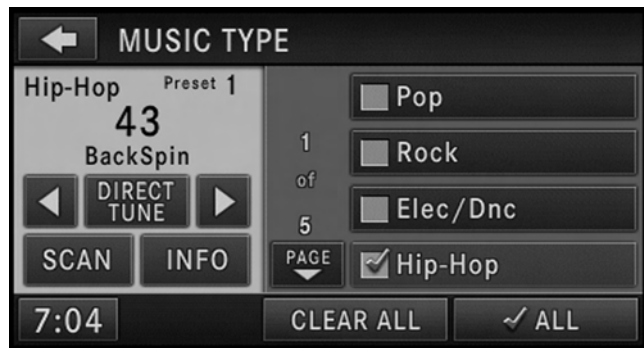 MUSIC TYPE
Hip-Hop Preset 1
43
BackSpin
DIRECT
TUNE
SCAN INFO
1
of
5
PAGE
Pop
Rock
Elec/Dnc
Hip-Hop
7:04
CLEAR ALL
ALL